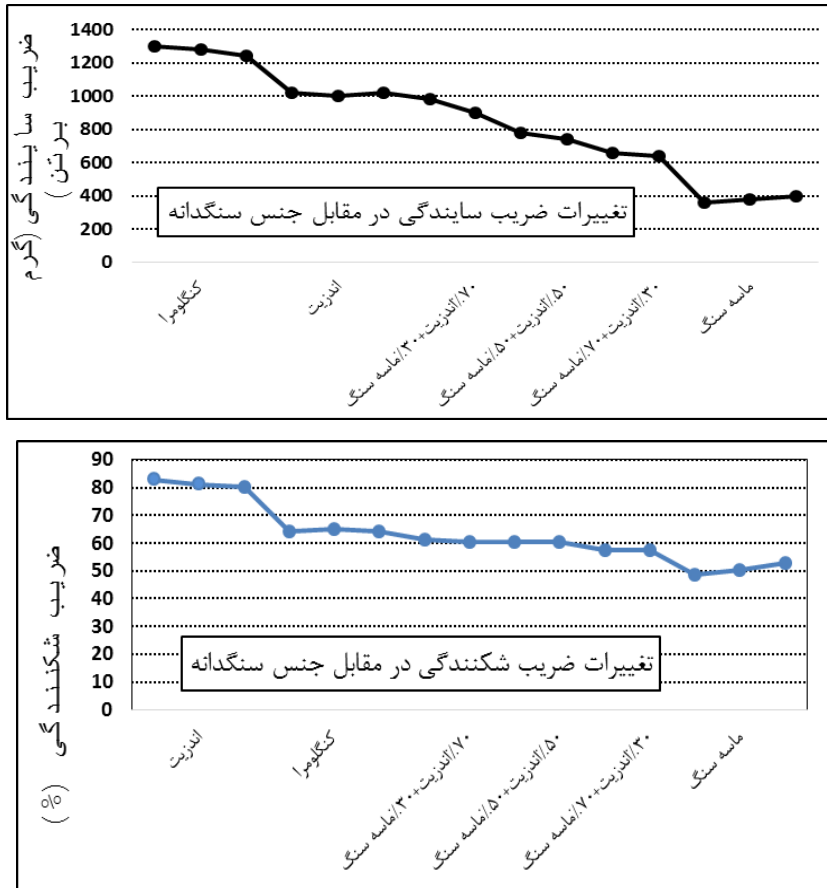 ضریب سایندگی (گرم
بر تن)
1400
1200
1000
800
600
400
200
0
تغییرات ضریب سایندگی در مقابل جنس سنگدانه
کنگلومرا
اندزیت
۷۰٪اندزیت+۳۰٪ماسه سنگ
۵۰٪اندزیت+۵۰٪ماسه سنگ
۳۰٪اندزیت+۷۰٪ماسه سنگ
ماسه سنگ
ضریب شکنندگی (%)
90
80
70
60
50
40
30
20
10
0
تغییرات ضریب شکنندگی در مقابل جنس سنگدانه
اندزیت
کنگلومرا
۷۰٪اندزیت+۳۰٪ماسه سنگ
۵۰٪اندزیت+۵۰٪ماسه سنگ
۳۰٪اندزیت+۷۰٪ماسه سنگ
ماسه سنگ